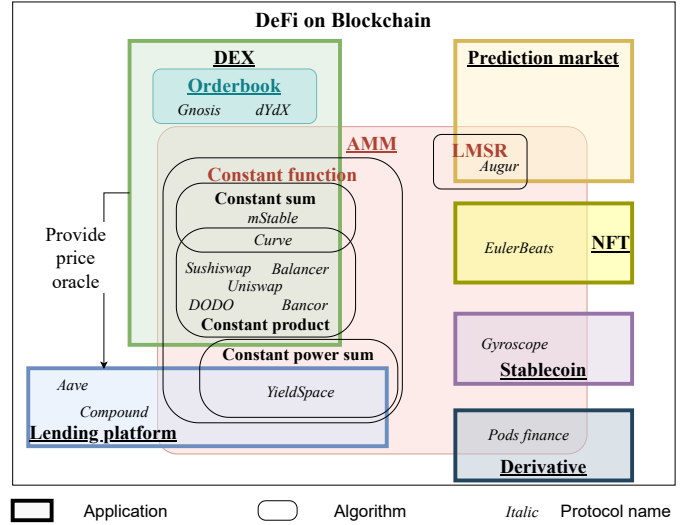 DeFi on Blockchain
DEX
Orderbook
Gnosis dYdX
Prediction market
AMM
LMSR
Augur
Constant function
Constant sum
mStable
Curve
Sushiswap Balancer
Uniswap
DODO Bancor
Constant product
Provide
price
oracle
EulerBeats NFT
Gyroscope
Stablecoin
Constant power sum
YieldSpace
Aave
Compound
Lending platform
Pods finance
Derivative
Application Algorithm Italic Protocol name